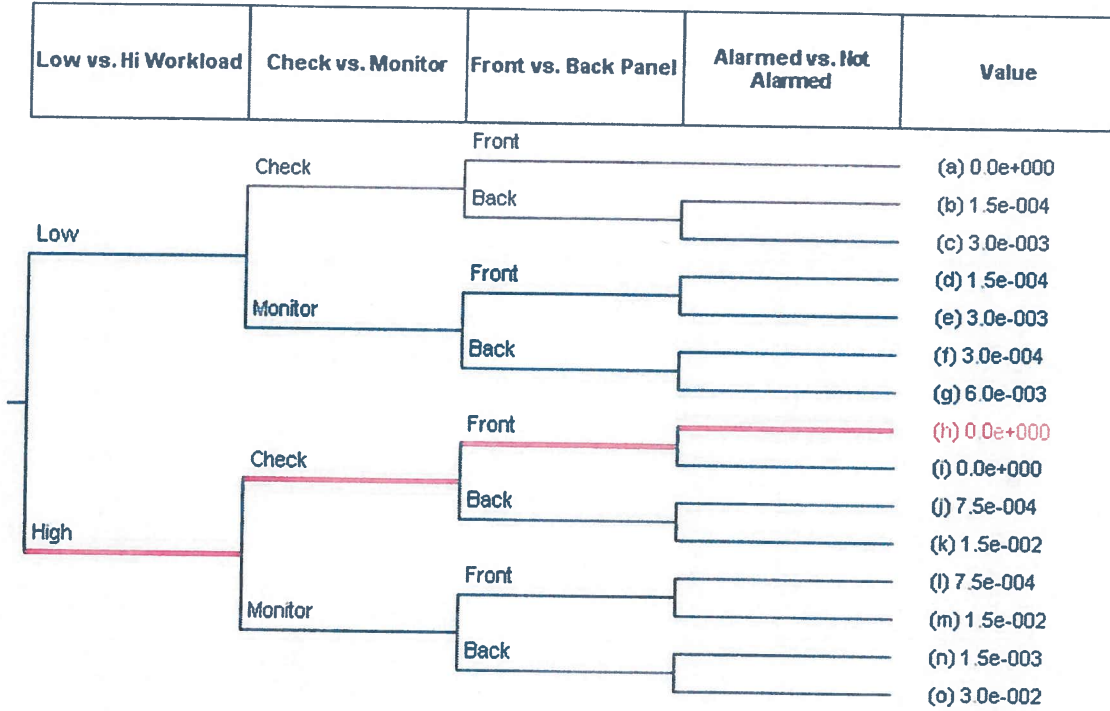 Low vs. Hi Workload
Check vs. Monitor
Front vs. Back Panel
Alarmed vs. Not
Alarmed
Value
Front
(a) 0.0e+000
Check
Back
(b) 1.5e-004
Low
(c) 3.0e-003
Front
(d) 1.5e-004
Monitor
(e) 3.0e-003
Back
(f) 3.0e-004
(g) 6.0e-003
Front
(h) 0.0e+000
Check
(i) 0.0e+000
Back
(j) 7.5e-004
High
(k) 1.5e-002
Front
(l) 7.5e-004
Monitor
(m) 1.5e-002
Back
(n) 1.5e-003
(o) 3.0e-002